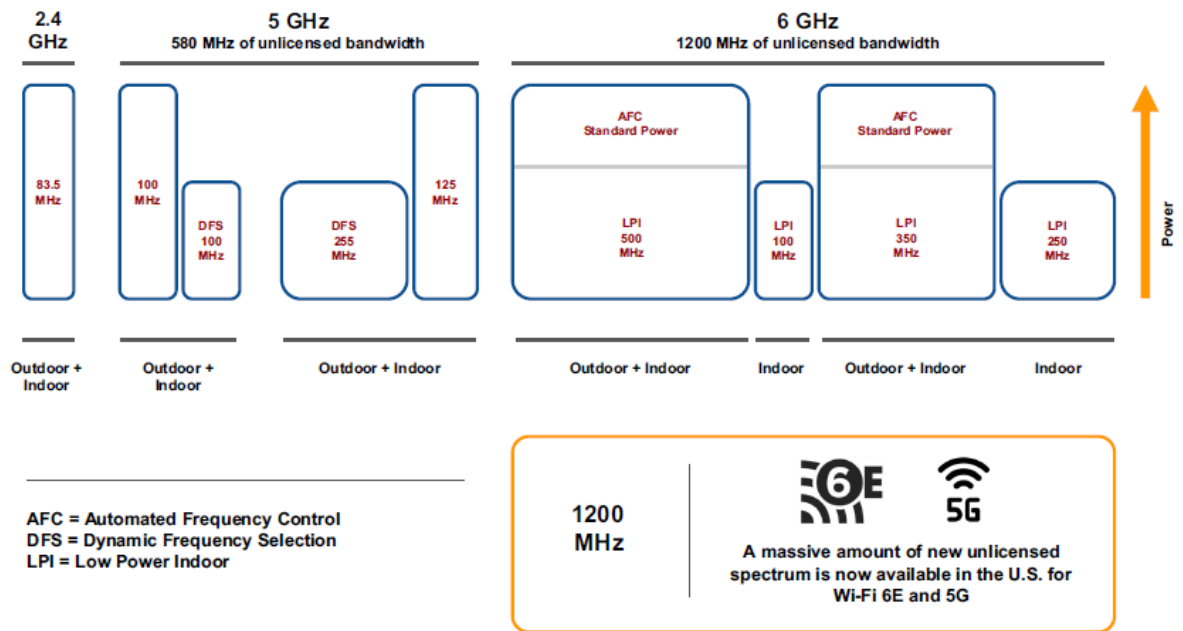 2.4
GHz
5 GHz
580 MHz of unlicensed bandwidth
6 GHz
1200 MHz of unlicensed bandwidth
83.5
MHz
100
MHz
DFS
100
MHz
DFS
255
MHz
125
MHz
AFC
Standard Power
LPI
500
MHz
LPI
100
MHz
AFC
Standard Power
LPI
350
MHz
LPI
250
MHz
Power
Outdoor +
Indoor
Outdoor +
Indoor
Outdoor + Indoor
Outdoor + Indoor
Indoor
Outdoor + Indoor
Indoor
AFC = Automated Frequency Control
DFS = Dynamic Frequency Selection
LPI = Low Power Indoor
1200
MHz
6E
5G
A massive amount of new unlicensed
spectrum is now available in the U.S. for
Wi-Fi 6E and 5G